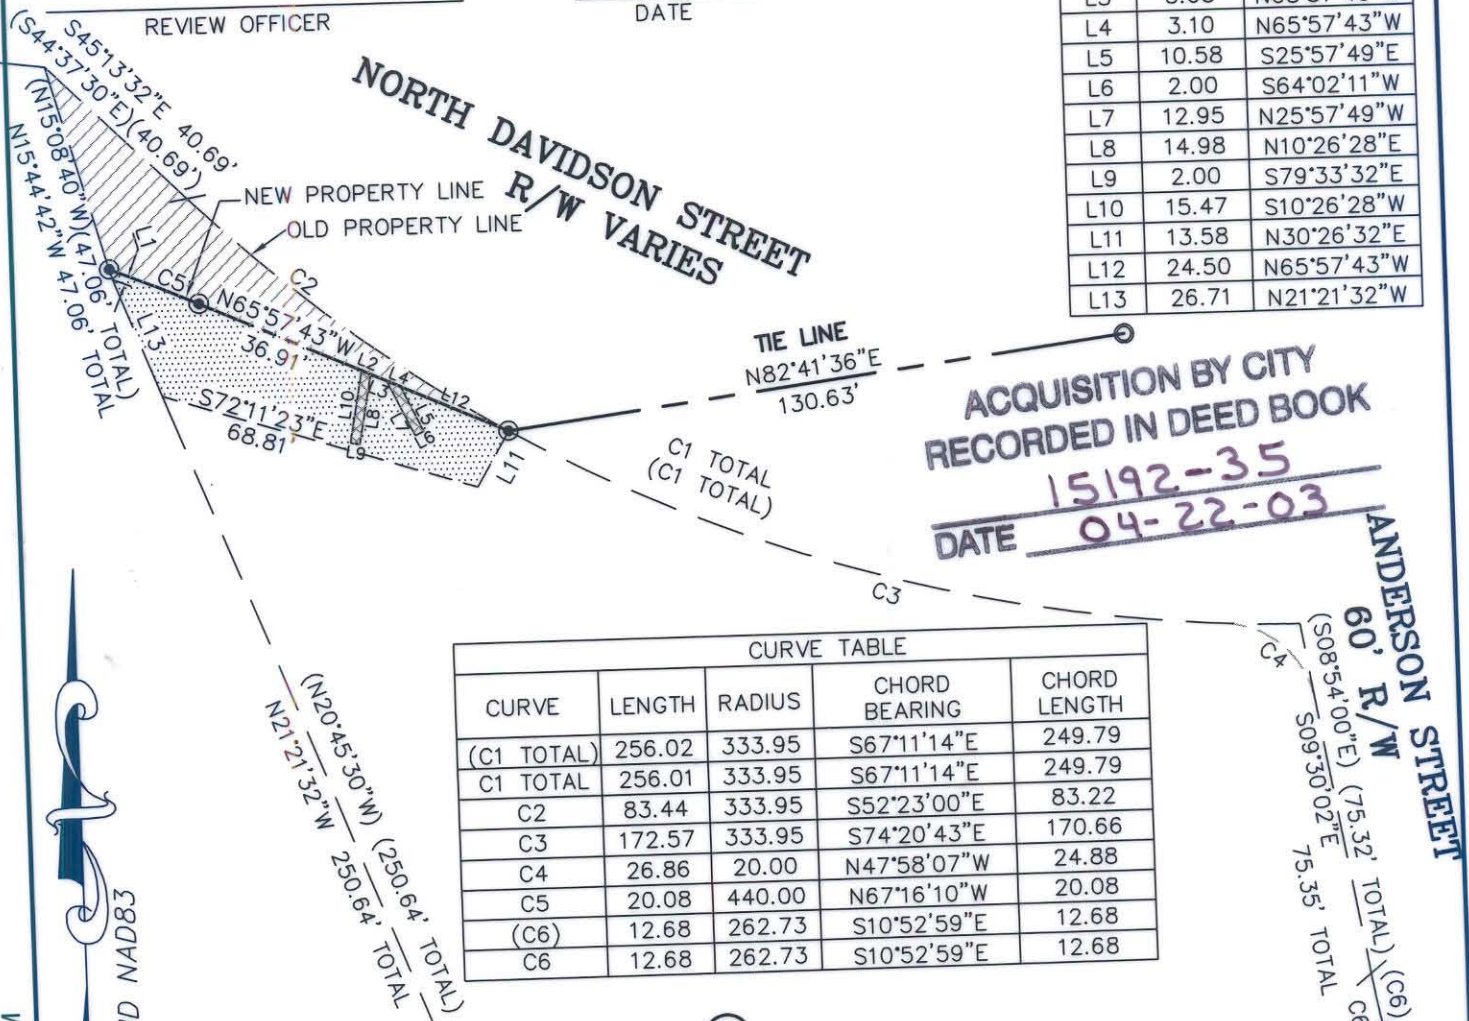 REVIEW OFFICER
DATE
L4 3.10 N65°57'43"W
L5 10.58 S25°57'49"E
L6 2.00 S64°02'11"W
L7 12.95 N25°57'49"W
L8 14.98 N10°26'28"E
L9 2.00 S79°33'32"E
L10 15.47 S10°26'28"W
L11 13.58 N30°26'32"E
L12 24.50 N65°57'43"W
L13 26.71 N21°21'32"W
S45°13'32"E 40.69'
(S44°37'30"E)(40.69')
(N15°08'40"W)(47.06' TOTAL)
N15°44'42"W 47.06' TOTAL
NORTH DAVIDSON STREET
R/W VARIES
NEW PROPERTY LINE
OLD PROPERTY LINE
L1
C5
C2
N65°57'43"W
36.91'
L13
L2
L3
L4
L12
L10
L8
L7
L5
L6
L9
L11
S72°11'23"E
68.81'
TIE LINE
N82°41'36"E
130.63'
C1 TOTAL
(C1 TOTAL)
ACQUISITION BY CITY
RECORDED IN DEED BOOK
15192-35
DATE 04-22-03
C3
C4
ANDERSON STREET
60' R/W
(S08°54'00"E) (75.32' TOTAL) (C6)
S09°30'02"E 75.35' TOTAL
(N20°45'30"W) (250.64' TOTAL)
N21°21'32"W 250.64' TOTAL
CURVE TABLE
CURVE LENGTH RADIUS CHORD BEARING CHORD LENGTH
(C1 TOTAL) 256.02 333.95 S67°11'14"E 249.79
C1 TOTAL 256.01 333.95 S67°11'14"E 249.79
C2 83.44 333.95 S52°23'00"E 83.22
C3 172.57 333.95 S74°20'43"E 170.66
C4 26.86 20.00 N47°58'07"W 24.88
C5 20.08 440.00 N67°16'10"W 20.08
(C6) 12.68 262.73 S10°52'59"E 12.68
C6 12.68 262.73 S10°52'59"E 12.68
NAD83